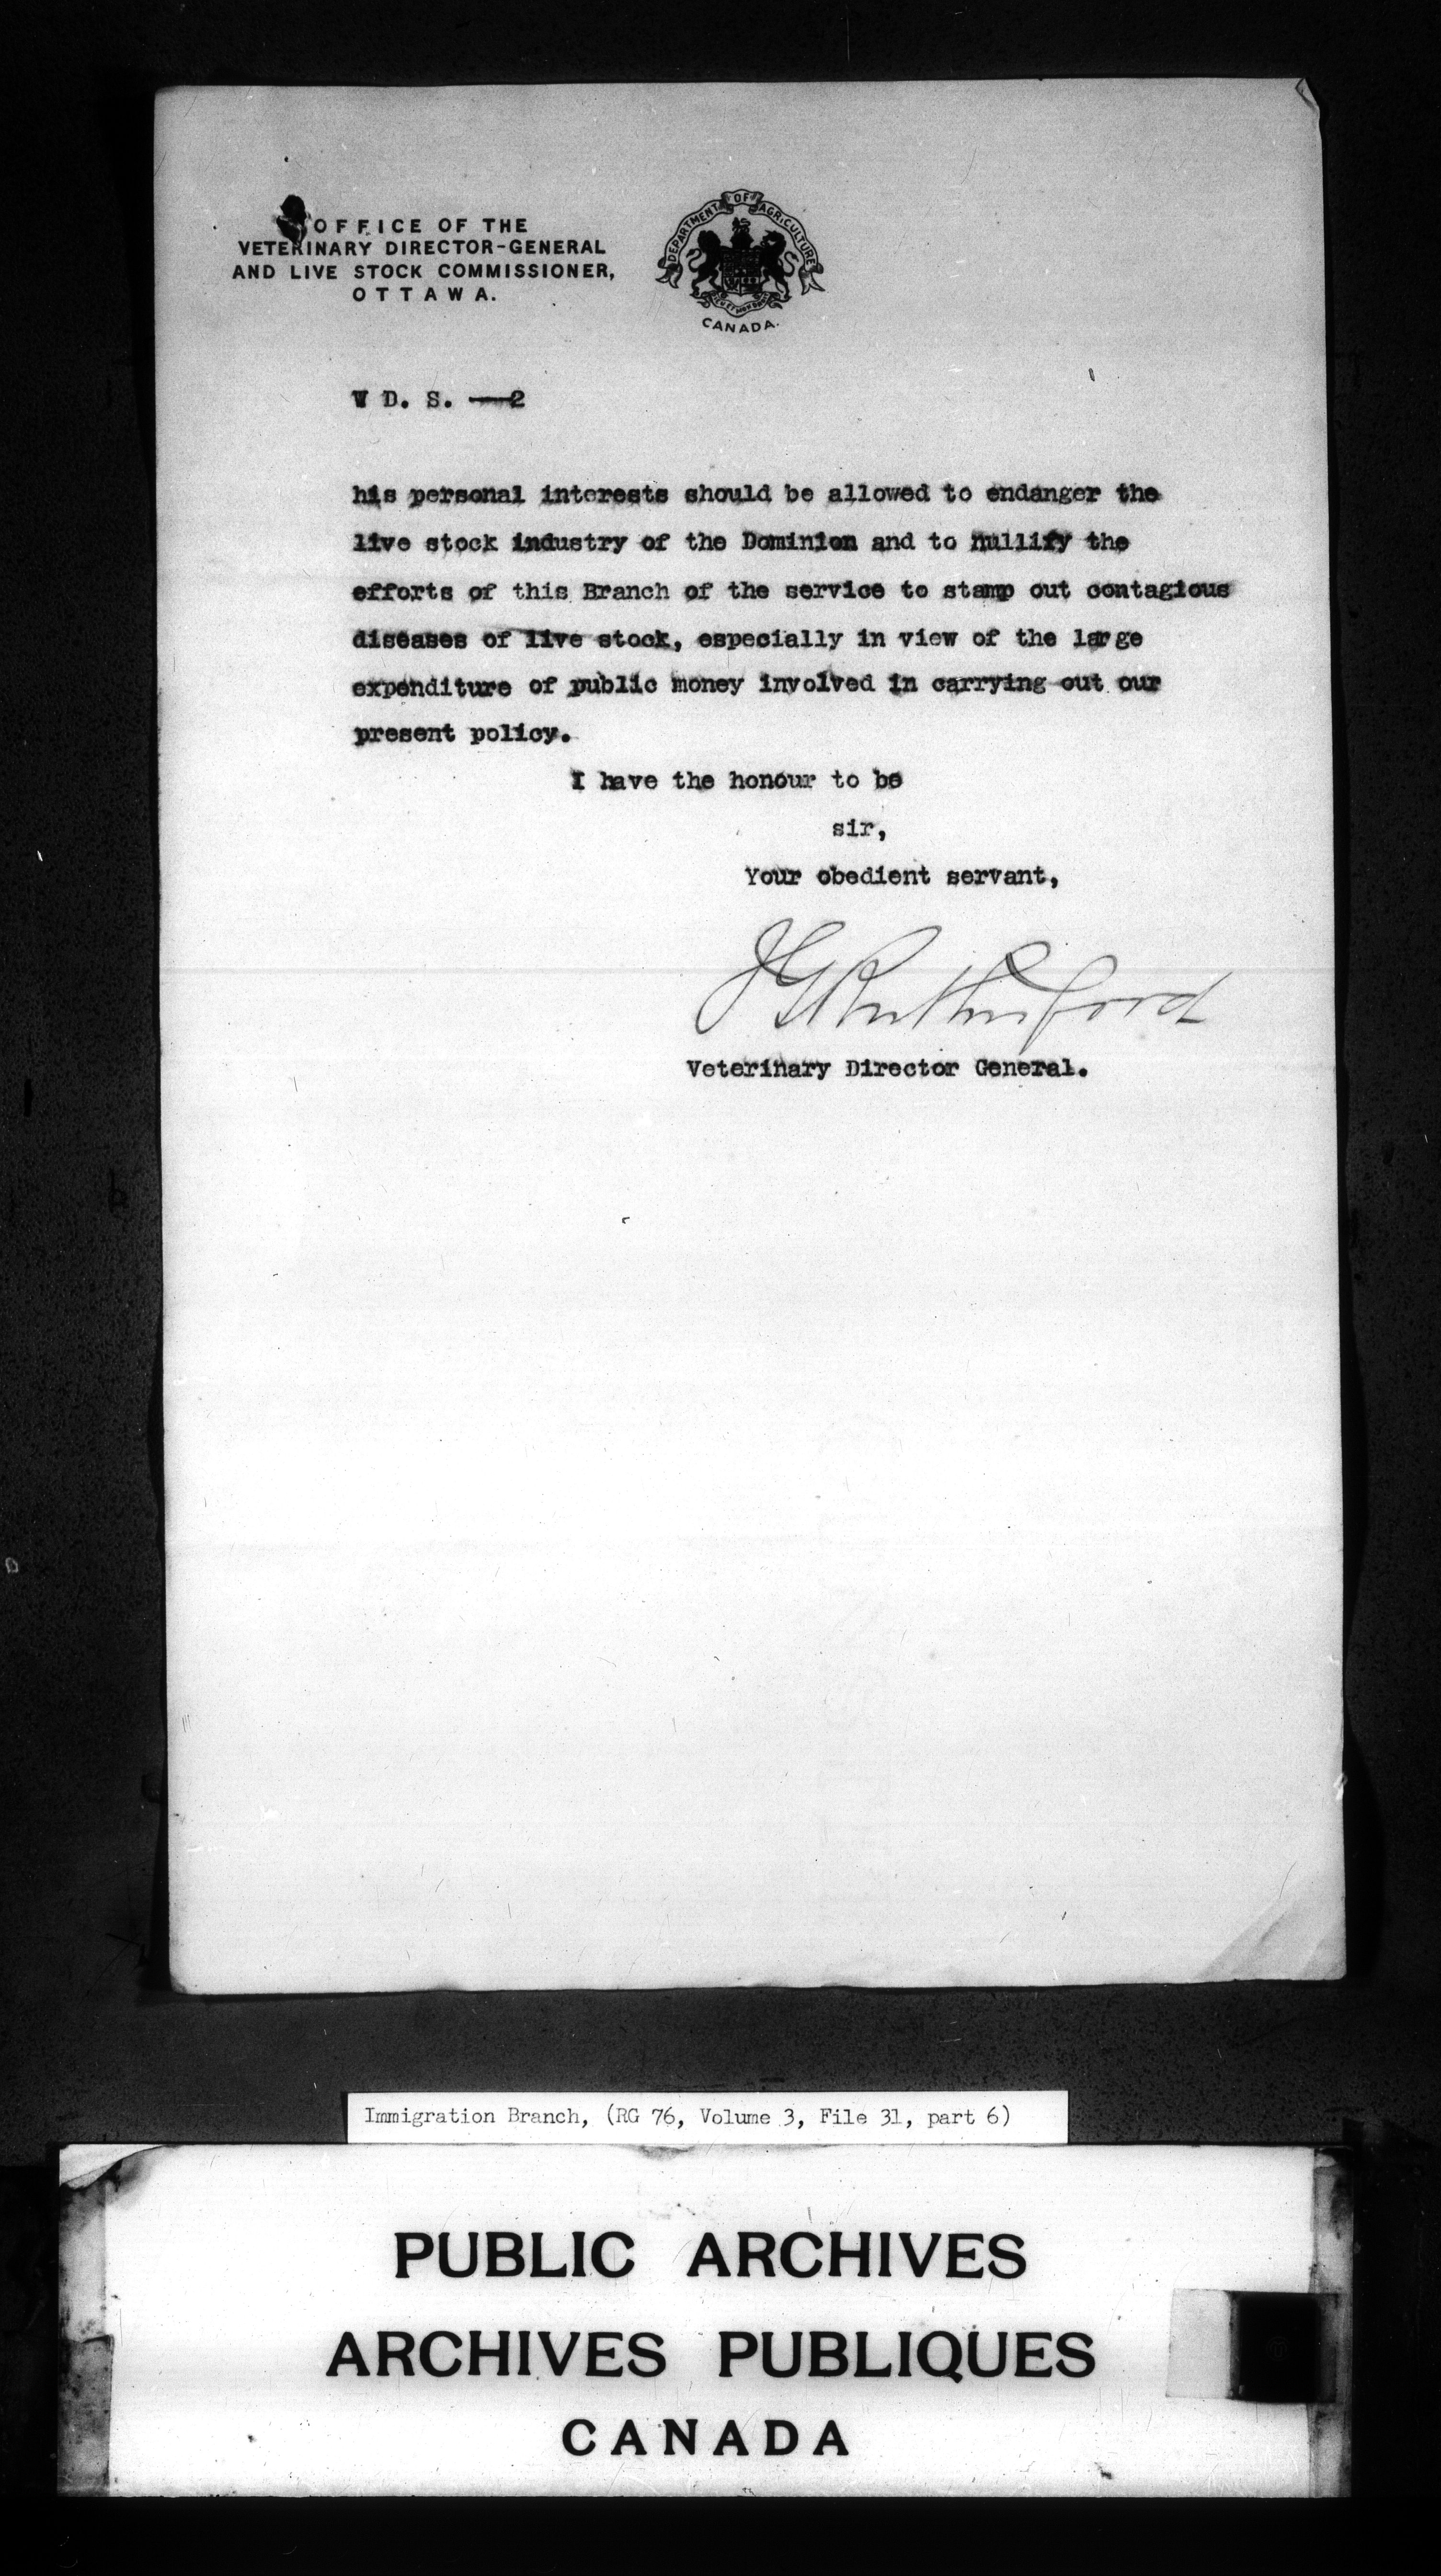 OFFICE OF THE
VETERINARY DIRECTOR-GENERAL
AND LIVE STOCK COMMISSIONER,
OTTAWA.
DEPARTMENT OF AGRICULTURE
CANADA.
V D. S. —2
his personal interests should be allowed to endanger the
live stock industry of the Dominion and to nullify the
efforts of this Branch of the service to stamp out contagious
diseases of live stock, especially in view of the large
expenditure of public money involved in carrying out our
present policy.
I have the honour to be
sir,
Your obedient servant,
J G Rutherford
Veterinary Director General.
Immigration Branch, (RG 76, Volume 3, File 31, part 6)
PUBLIC ARCHIVES
ARCHIVES PUBLIQUES
CANADA